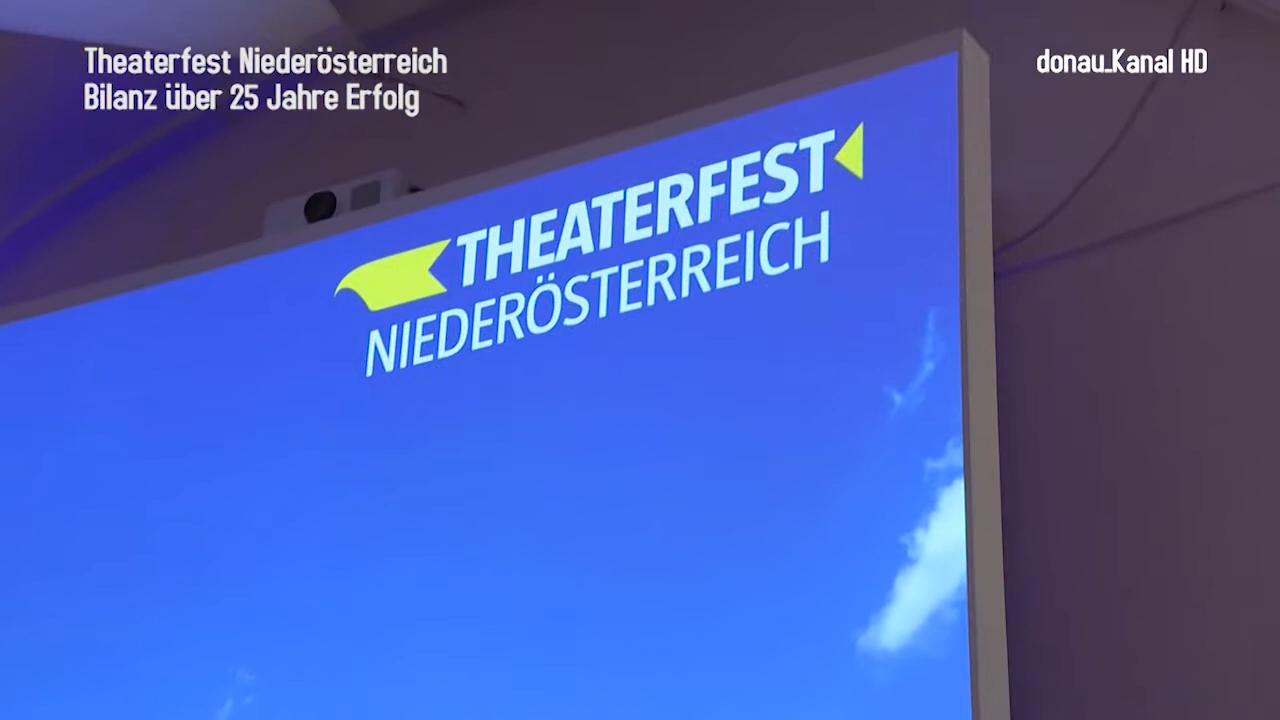 Theaterfest Niederösterreich
Bilanz über 25 Jahre Erfolg
donau_Kanal HD
THEATERFEST
NIEDERÖSTERREICH